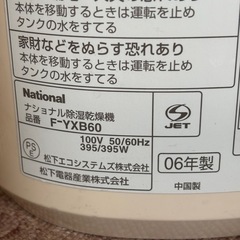 本体を移動するときは運転を止め
タンクの水を捨てる
家財などをぬらす恐れあり
本体を移動するときは運転を止め
タンクの水を捨てる
National
ナショナル除湿乾燥機
品番 F-YXB60
100V 50/60Hz
395/395W
PS
E
S
JET
松下エコシステムズ株式会社
松下電器産業株式会社
06年製
中国製